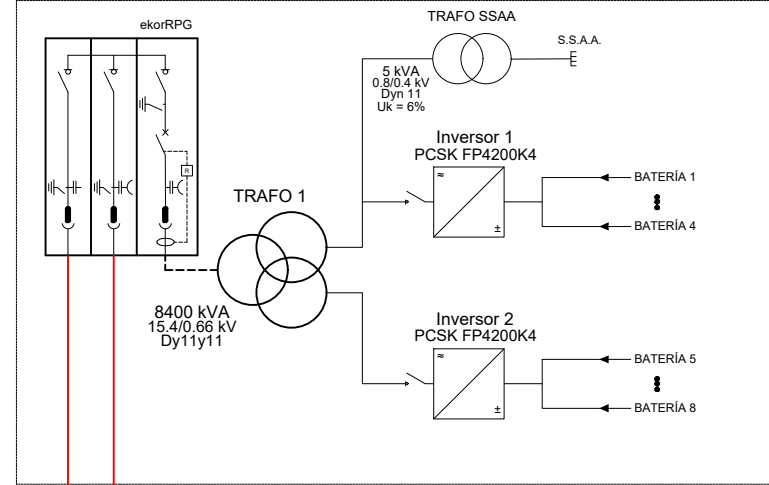 ekorRPG
R
TRAFO SSAA
S.S.A.A.
5 kVA
0.8/0.4 kV
Dyn 11
Uk = 6%
Inversor 1
PCSK FP4200K4
≈
±
BATERÍA 1
BATERÍA 4
TRAFO 1
8400 kVA
15.4/0.66 kV
Dy11y11
Inversor 2
PCSK FP4200K4
≈
±
BATERÍA 5
BATERÍA 8